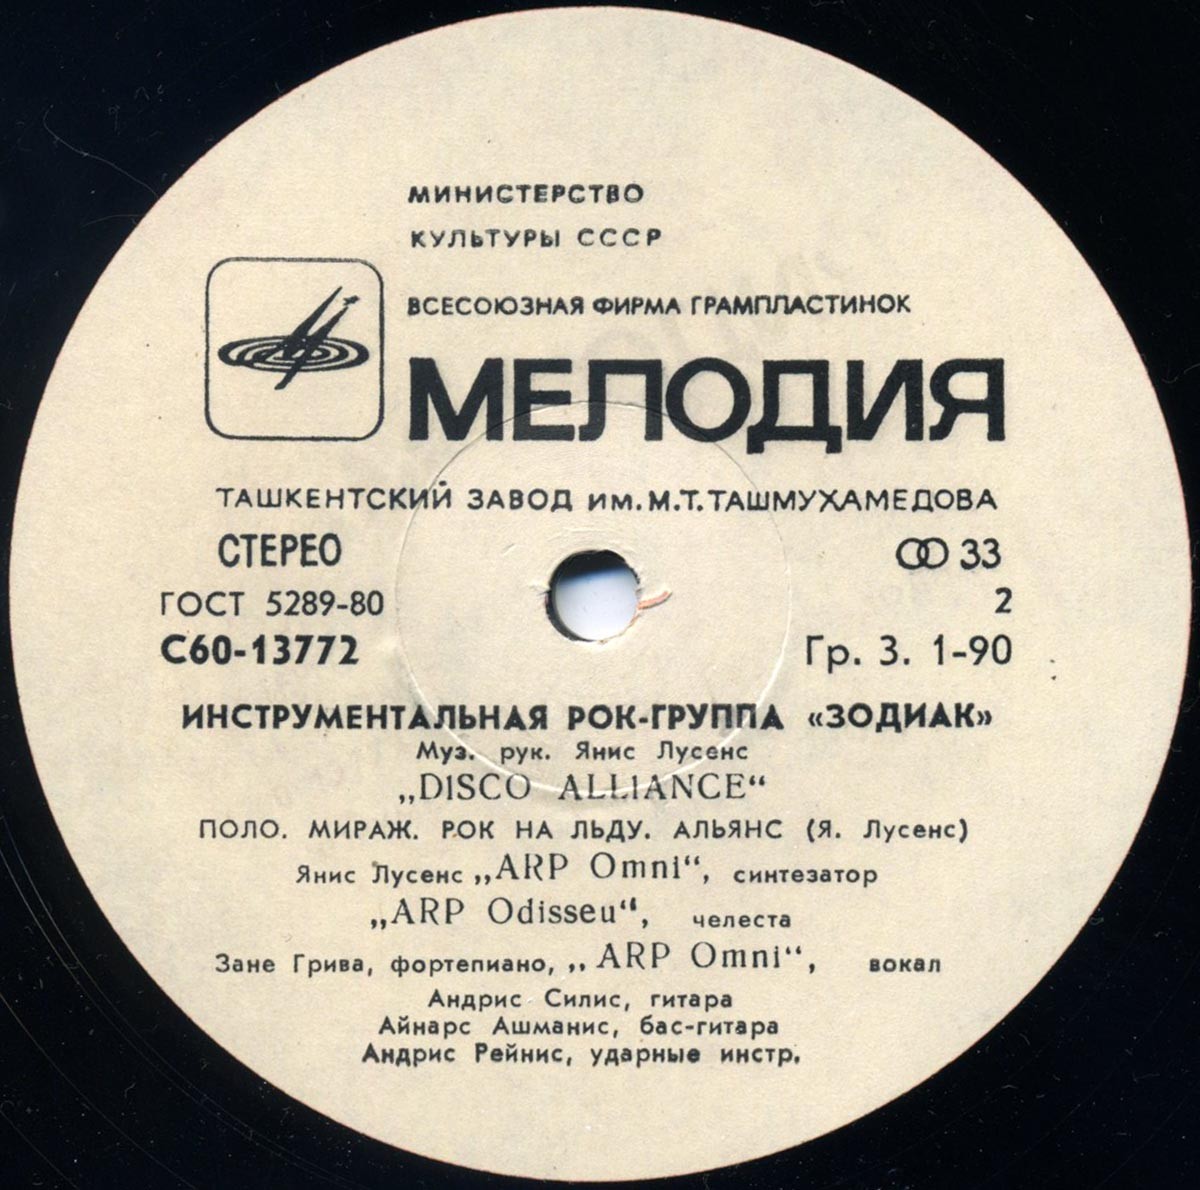 МИНИСТЕРСТВО
КУЛЬТУРЫ СССР
ВСЕСОЮЗНАЯ ФИРМА ГРАМПЛАСТИНОК
МЕЛОДИЯ
ТАШКЕНТСКИЙ ЗАВОД им. М.Т. ТАШМУХАМЕДОВА
СТЕРЕО 33
ГОСТ 5289-80 2
С60-13772 Гр. 3. 1-90
ИНСТРУМЕНТАЛЬНАЯ РОК-ГРУППА «ЗОДИАК»
Муз. рук. Янис Лусенс
„DISCO ALLIANCE“
ПОЛО. МИРАЖ. РОК НА ЛЬДУ. АЛЬЯНС (Я. Лусенс)
Янис Лусенс „ARP Omni“, синтезатор
„ARP Odisseu“, челеста
Зане Грива, фортепиано, „ARP Omni“, вокал
Андрис Силис, гитара
Айнарс Ашманис, бас-гитара
Андрис Рейнис, ударные инстр.